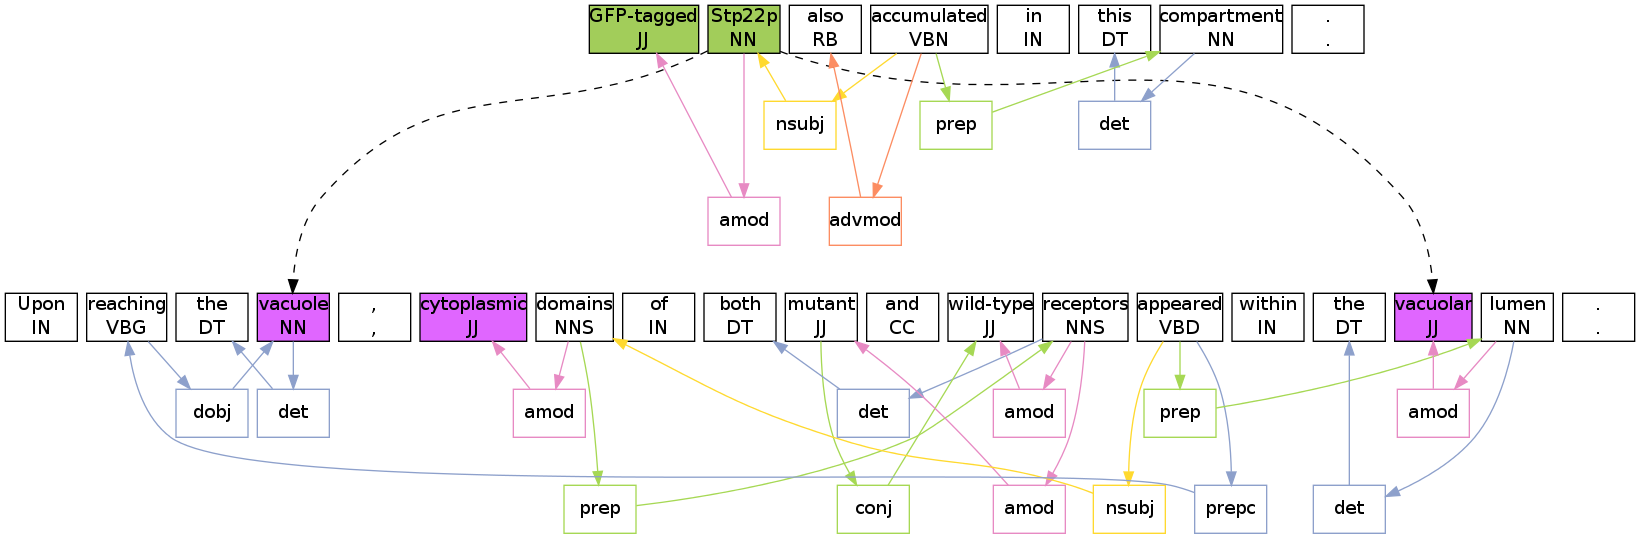 GFP-tagged Stp22p also accumulated in this compartment .
JJ NN RB VBN IN DT NN .
nsubj prep det
amod advmod
Upon reaching the vacuole , cytoplasmic domains of both mutant and wild-type receptors appeared within the vacuolar lumen .
IN VBG DT NN , JJ NNS IN DT JJ CC JJ NNS VBD IN DT JJ NN .
dobj det amod det amod prep amod
prep conj amod nsubj prepc det